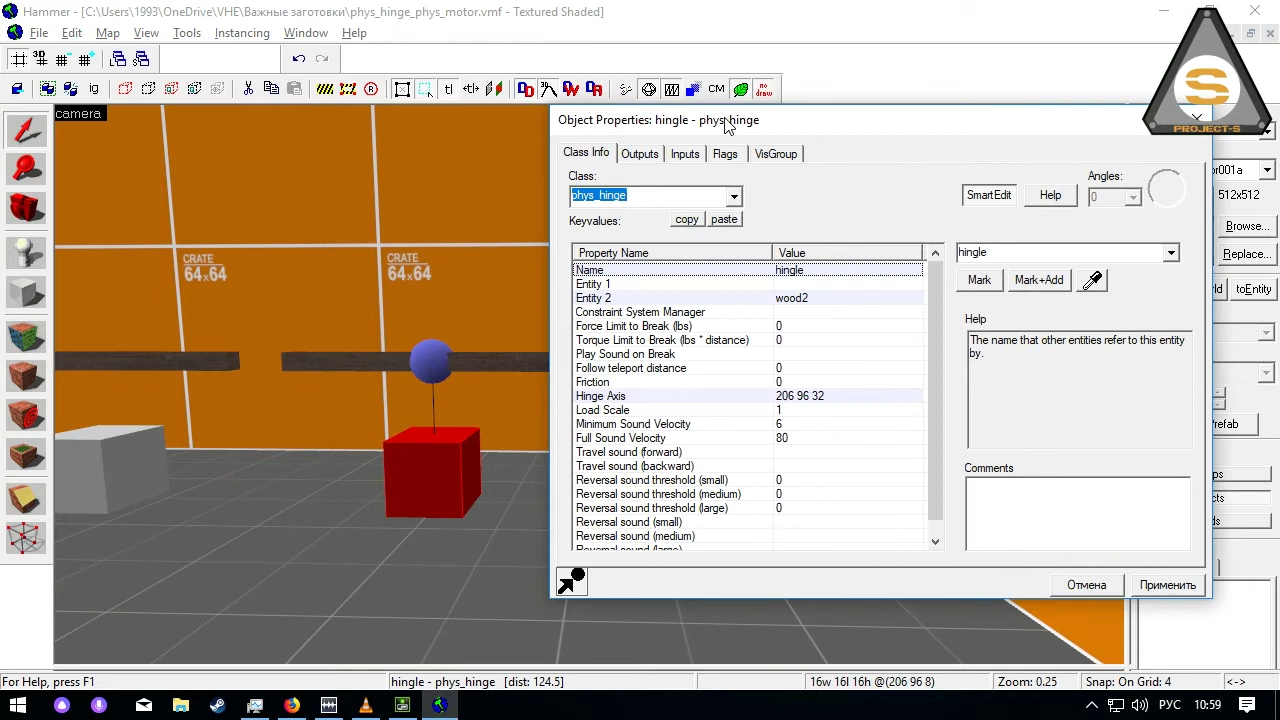 Hammer - [C:\Users\1993\OneDrive\VHE\Важные заготовки\phys_hinge_phys_motor.vmf - Textured Shaded]
File Edit Map View Tools Instancing Window Help
camera
CRATE
64x64
CRATE
64x64
S
PROJECT-S
Object Properties: hingle - phys_hinge
Class Info Outputs Inputs Flags VisGroup
Class:
phys_hinge
SmartEdit Help
Angles:
0
Keyvalues: copy paste
Property Name Value
Name hingle
Entity 1
Entity 2 wood2
Constraint System Manager
Force Limit to Break (lbs) 0
Torque Limit to Break (lbs * distance) 0
Play Sound on Break
Follow teleport distance 0
Friction 0
Hinge Axis 206 96 32
Load Scale 1
Minimum Sound Velocity 6
Full Sound Velocity 80
Travel sound (forward)
Travel sound (backward)
Reversal sound threshold (small) 0
Reversal sound threshold (medium) 0
Reversal sound threshold (large) 0
Reversal sound (small)
Reversal sound (medium)
Reversal sound (large)
hingle
Mark Mark+Add
Help
The name that other entities refer to this entity
by.
Comments
Отмена Применить
or001a
512x512
Browse...
Replace...
ld toEntity
Prefab
For Help, press F1 hingle - phys_hinge [dist: 124.5] 16w 16l 16h @(206 96 8) Zoom: 0.25 Snap: On Grid: 4 <->
РУС 10:59